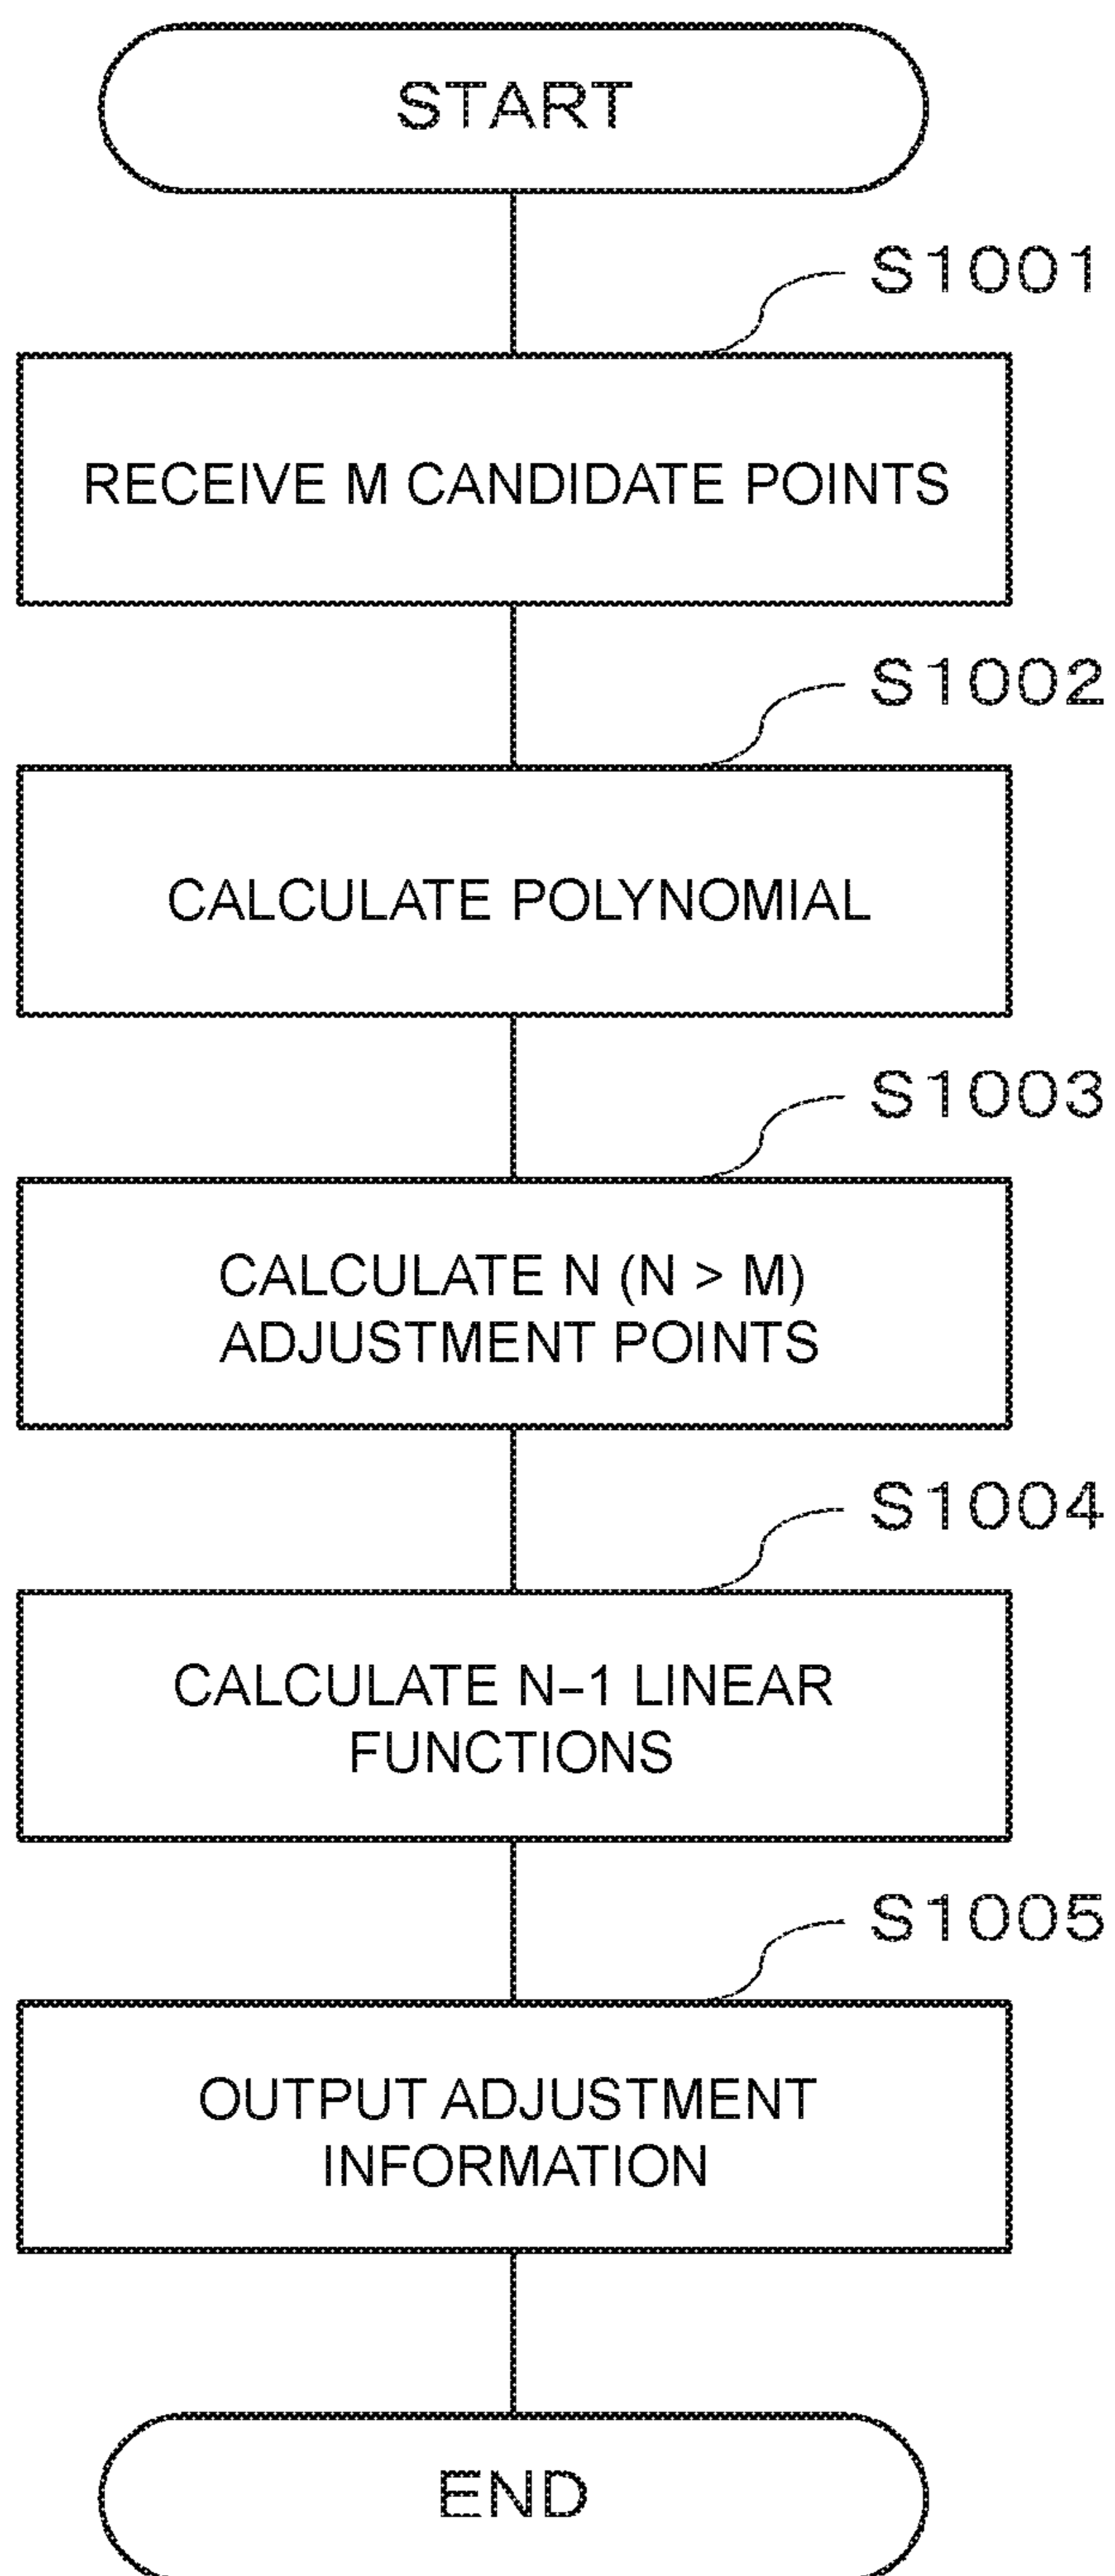 START
S1001
RECEIVE M CANDIDATE POINTS
S1002
CALCULATE POLYNOMIAL
S1003
CALCULATE N (N > M)
ADJUSTMENT POINTS
S1004
CALCULATE N–1 LINEAR
FUNCTIONS
S1005
OUTPUT ADJUSTMENT
INFORMATION
END